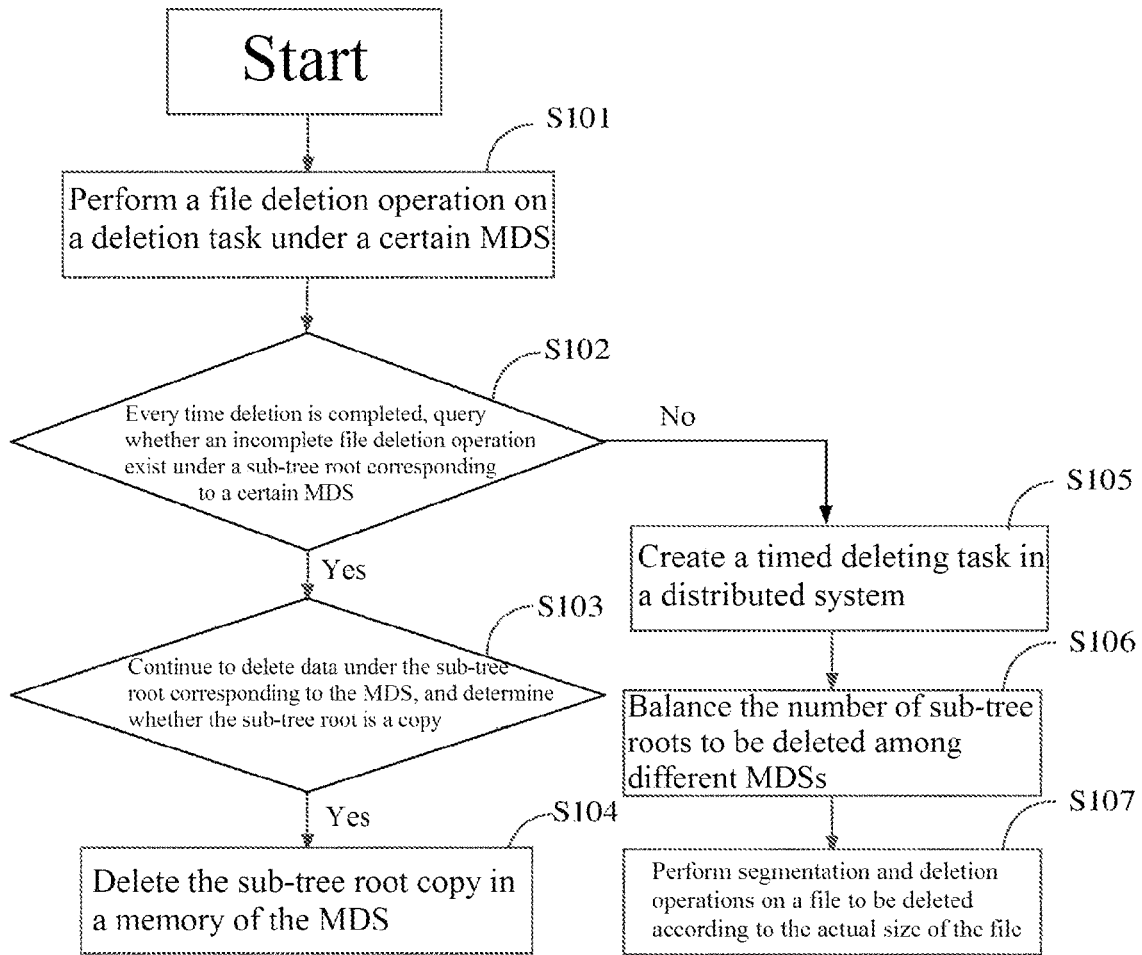 Start
S101
Perform a file deletion operation on
a deletion task under a certain MDS
S102
Every time deletion is completed, query
whether an incomplete file deletion operation
exist under a sub-tree root corresponding
to a certain MDS
No
Yes
S103
Continue to delete data under the sub-tree
root corresponding to the MDS, and determine
whether the sub-tree root is a copy
Yes
S104
Delete the sub-tree root copy in
a memory of the MDS
S105
Create a timed deleting task in
a distributed system
S106
Balance the number of sub-tree
roots to be deleted among
different MDSs
S107
Perform segmentation and deletion
operations on a file to be deleted
according to the actual size of the file